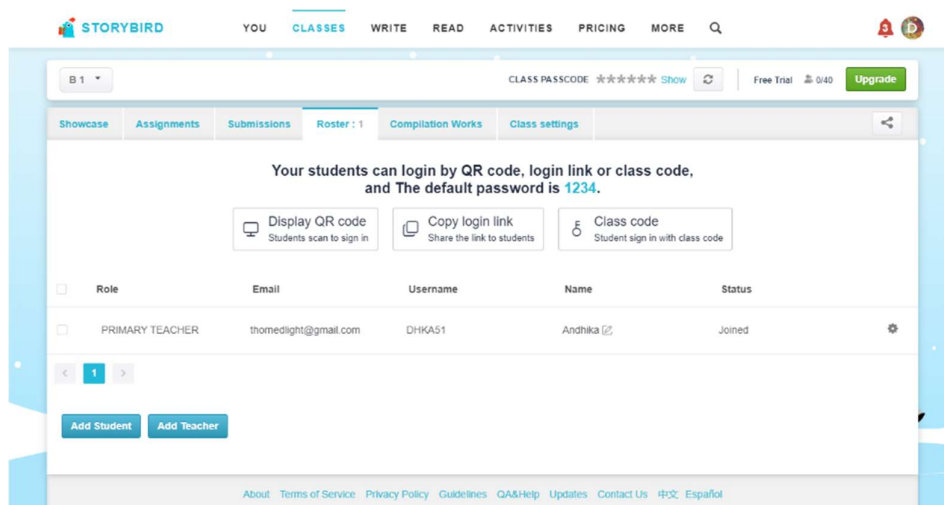 STORYBIRD YOU CLASSES WRITE READ ACTIVITIES PRICING MORE 3 D
B 1 CLASS PASSCODE ****** Show Free Trial 0/40 Upgrade
Showcase Assignments Submissions Roster : 1 Compilation Works Class settings
Your students can login by QR code, login link or class code,
and The default password is 1234.
Display QR code Copy login link Class code
Students scan to sign in Share the link to students Student sign in with class code
Role Email Username Name Status
PRIMARY TEACHER thornedlight@gmail.com DHKA51 Andhika Joined
< 1 >
Add Student Add Teacher
About Terms of Service Privacy Policy Guidelines QA&Help Updates Contact Us 中文 Español